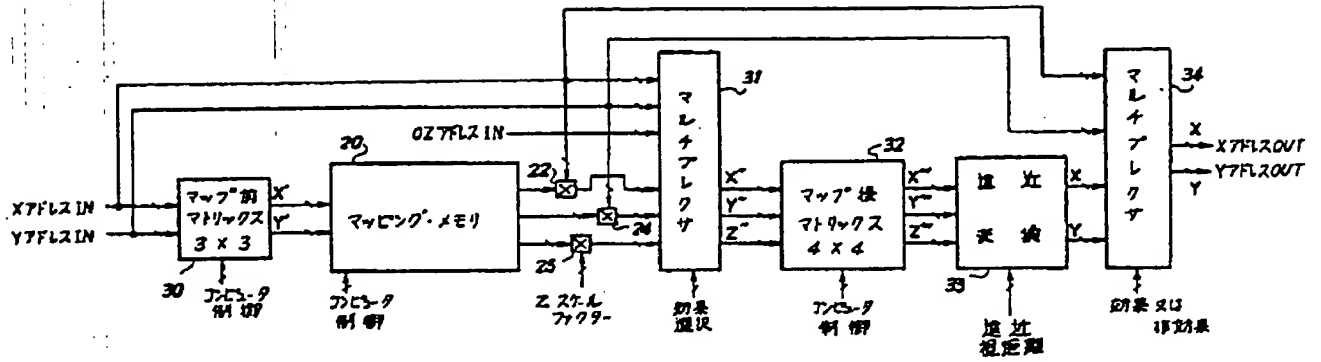 31
マルチプレクサ
34
マルチプレクサ
0Zアドレス IN
20
22
32
X
Xアドレス OUT
Yアドレス OUT
Y
Xアドレス IN
Yアドレス IN
マップ前
マトリックス
3 × 3
X'
Y'
マッピング・メモリ
24
25
X"
Y"
Z"
マップ後
マトリックス
4 × 4
X'"
Y'"
Z'"
遠近
変換
X
Y
30
コンピュータ
制御
コンピュータ
制御
Z スケール
ファクター
効果
選択
コンピュータ
制御
33
遠近
視距離
効果又は
非効果